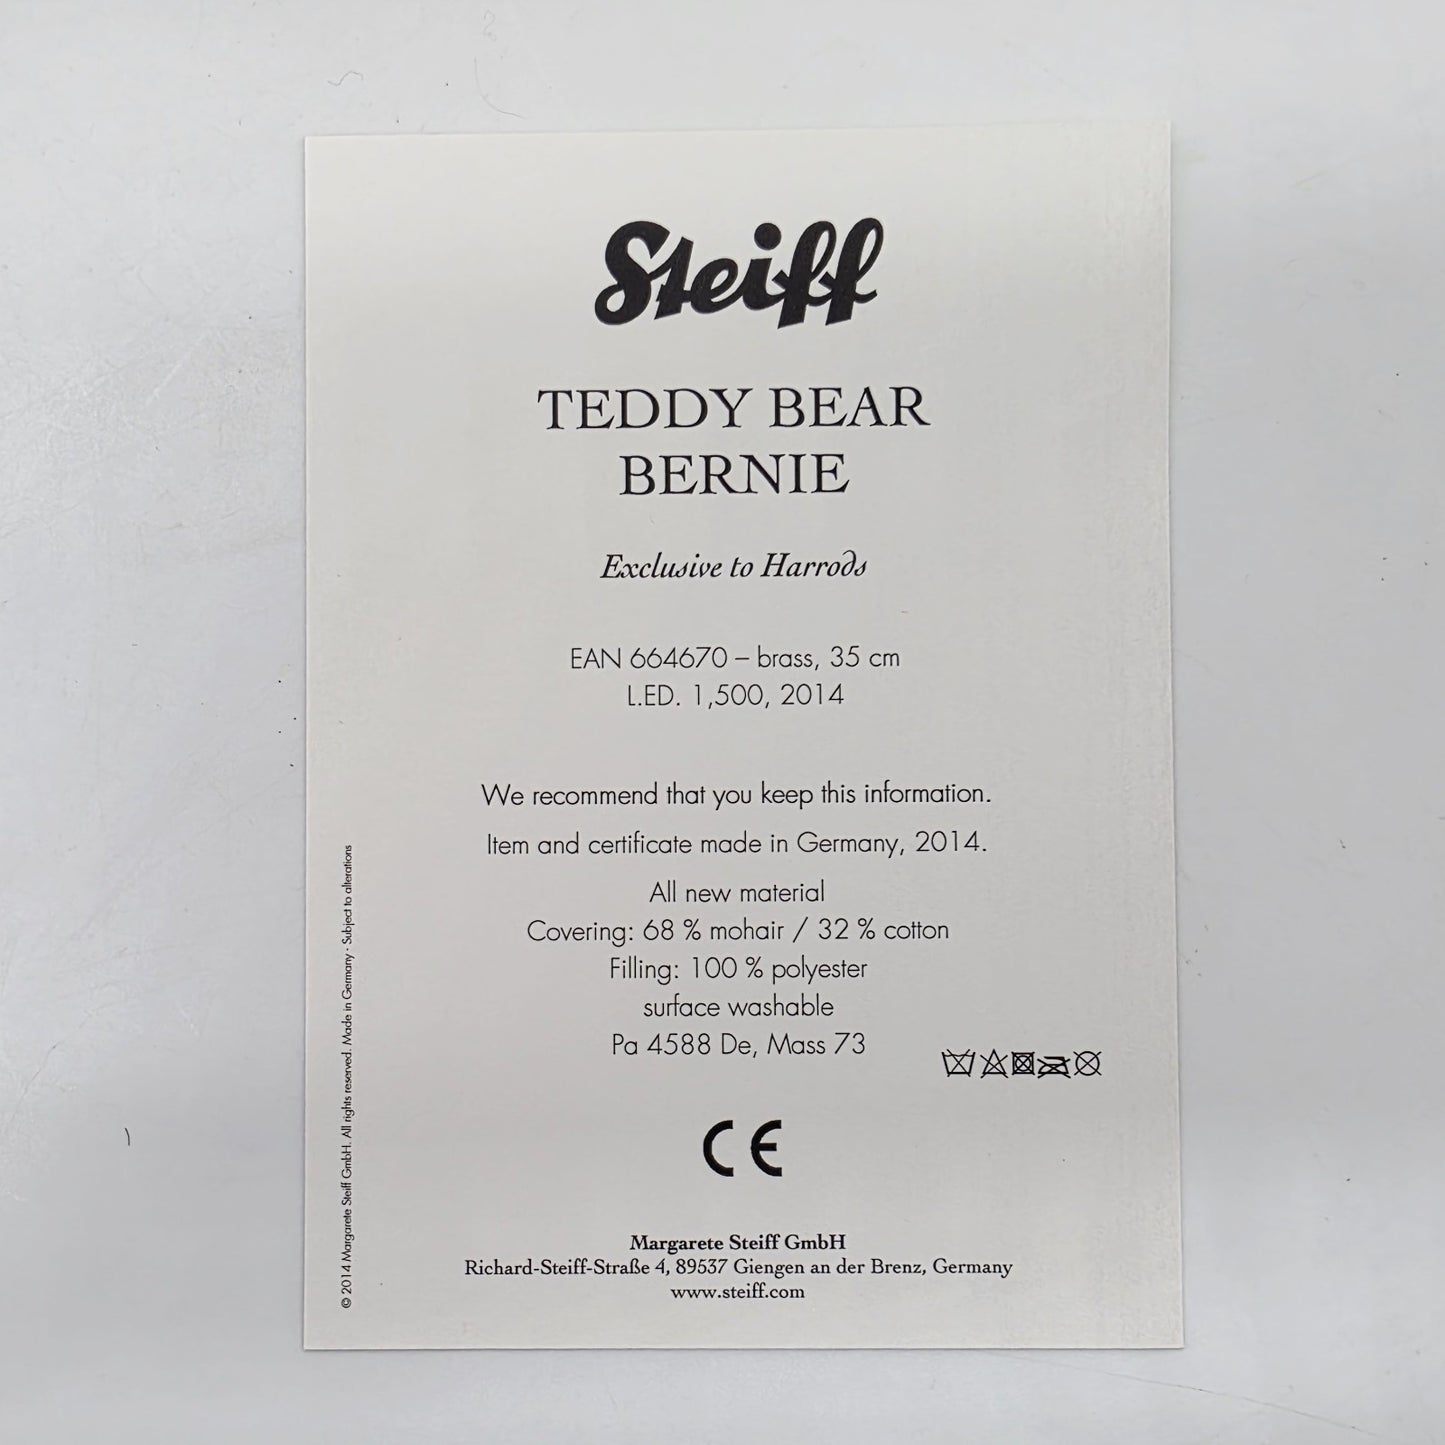 Steiff
TEDDY BEAR
BERNIE
Exclusive to Harrods
EAN 664670 – brass, 35 cm
L.ED. 1,500, 2014
We recommend that you keep this information.
Item and certificate made in Germany, 2014.
All new material
Covering: 68 % mohair / 32 % cotton
Filling: 100 % polyester
surface washable
Pa 4588 De, Mass 73
CE
Margarete Steiff GmbH
Richard-Steiff-Straße 4, 89537 Giengen an der Brenz, Germany
www.steiff.com
© 2014 Margarete Steiff GmbH. All rights reserved. Made in Germany · Subject to alterations